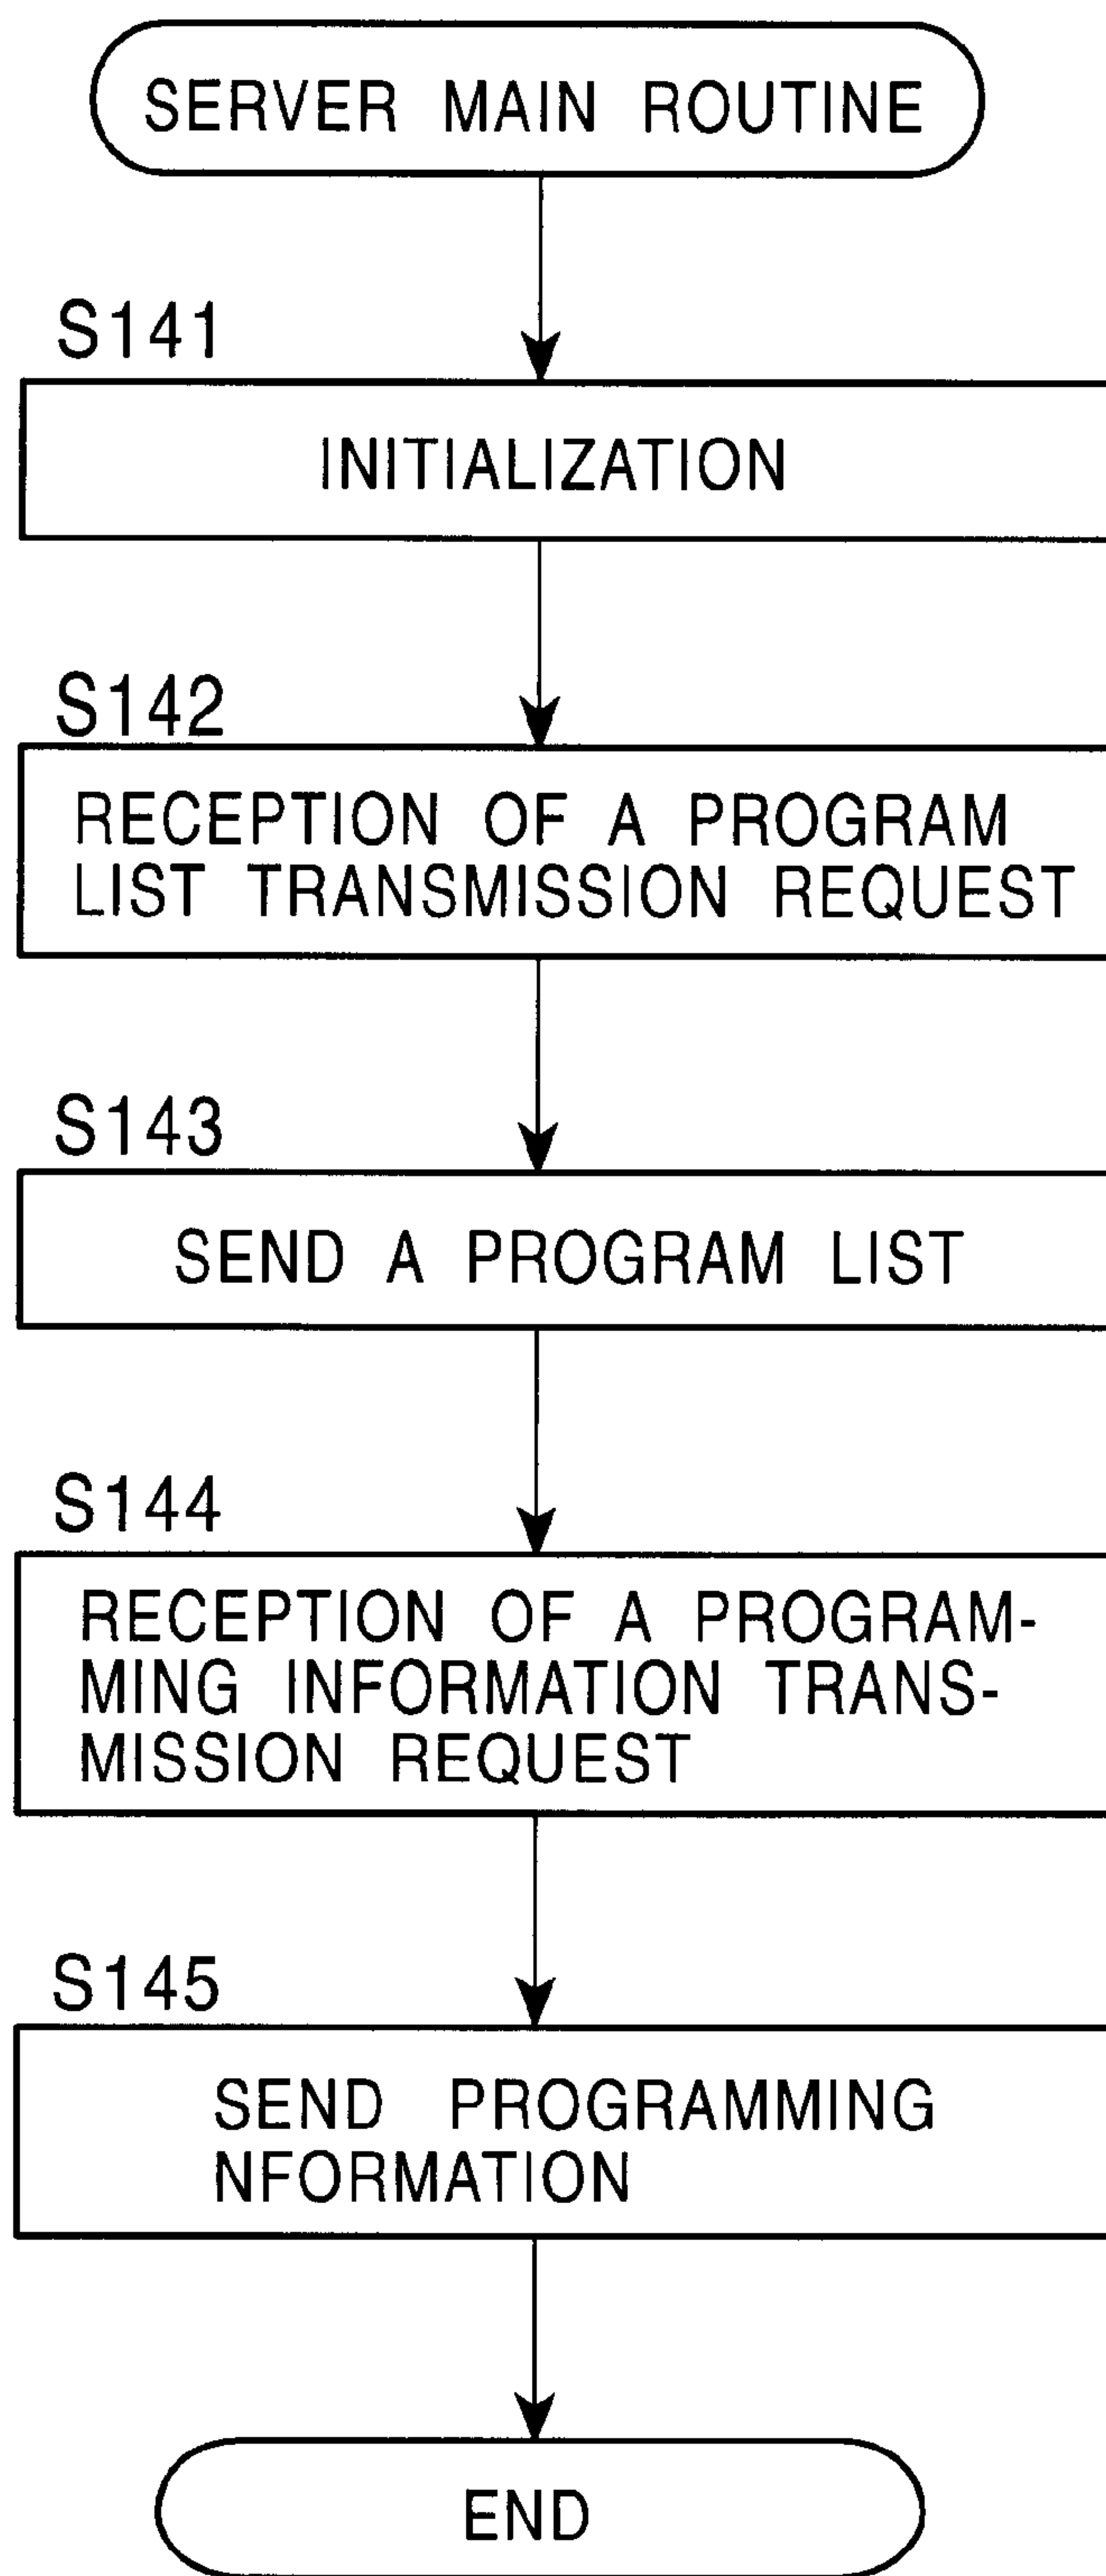 SERVER MAIN ROUTINE
S141
INITIALIZATION
S142
RECEPTION OF A PROGRAM
LIST TRANSMISSION REQUEST
S143
SEND A PROGRAM LIST
S144
RECEPTION OF A PROGRAM-
MING INFORMATION TRANS-
MISSION REQUEST
S145
SEND PROGRAMMING
NFORMATION
END